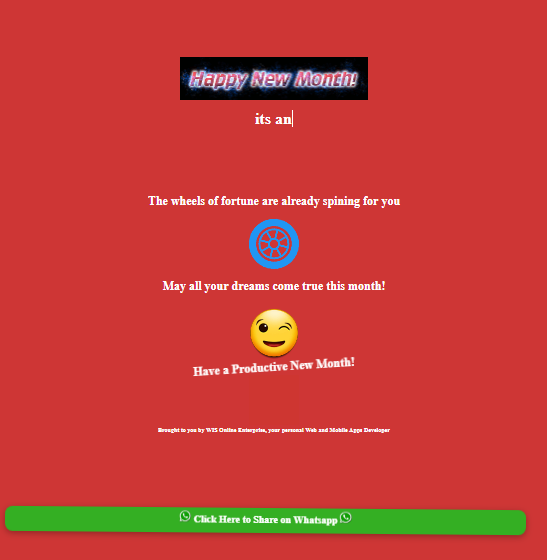 Happy New Month!
its an
The wheels of fortune are already spining for you
May all your dreams come true this month!
Have a Productive New Month!
Brought to you by WIS Online Enterprise, your personal Web and Mobile Apps Developer
Click Here to Share on Whatsapp